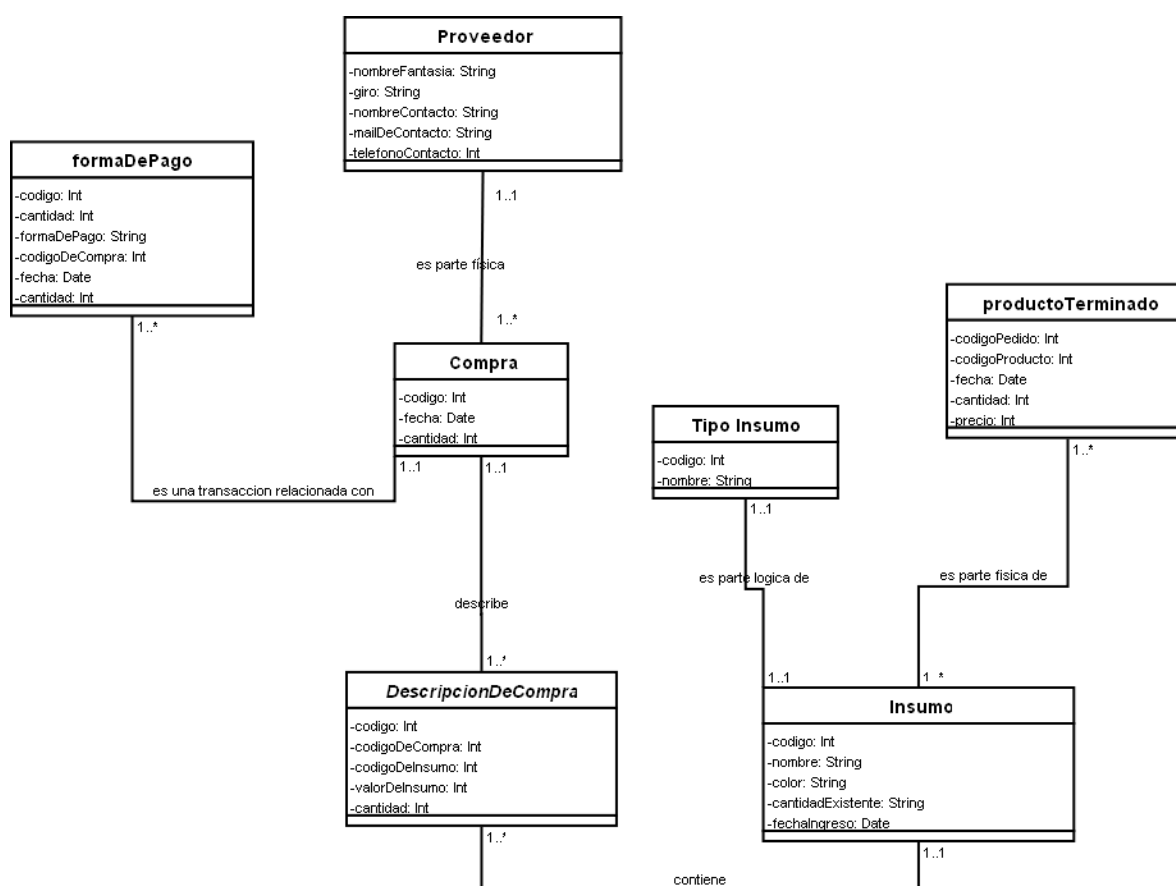 Proveedor
-nombreFantasia: String
-giro: String
-nombreContacto: String
-mailDeContacto: String
-telefonoContacto: Int
1..1
es parte física
1..*
formaDePago
-codigo: Int
-cantidad: Int
-formaDePago: String
-codigoDeCompra: Int
-fecha: Date
-cantidad: Int
1..*
Compra
-codigo: Int
-fecha: Date
-cantidad: Int
1..1
1..1
es una transaccion relacionada con
describe
1..*
productoTerminado
-codigoPedido: Int
-codigoProducto: Int
-fecha: Date
-cantidad: Int
-precio: Int
1..*
Tipo Insumo
-codigo: Int
-nombre: String
1..1
es parte logica de
es parte fisica de
1..1
1..*
DescripcionDeCompra
-codigo: Int
-codigoDeCompra: Int
-codigoDeInsumo: Int
-valorDeInsumo: Int
-cantidad: Int
1..*
Insumo
-codigo: Int
-nombre: String
-color: String
-cantidadExistente: String
-fechaIngreso: Date
1..1
contiene